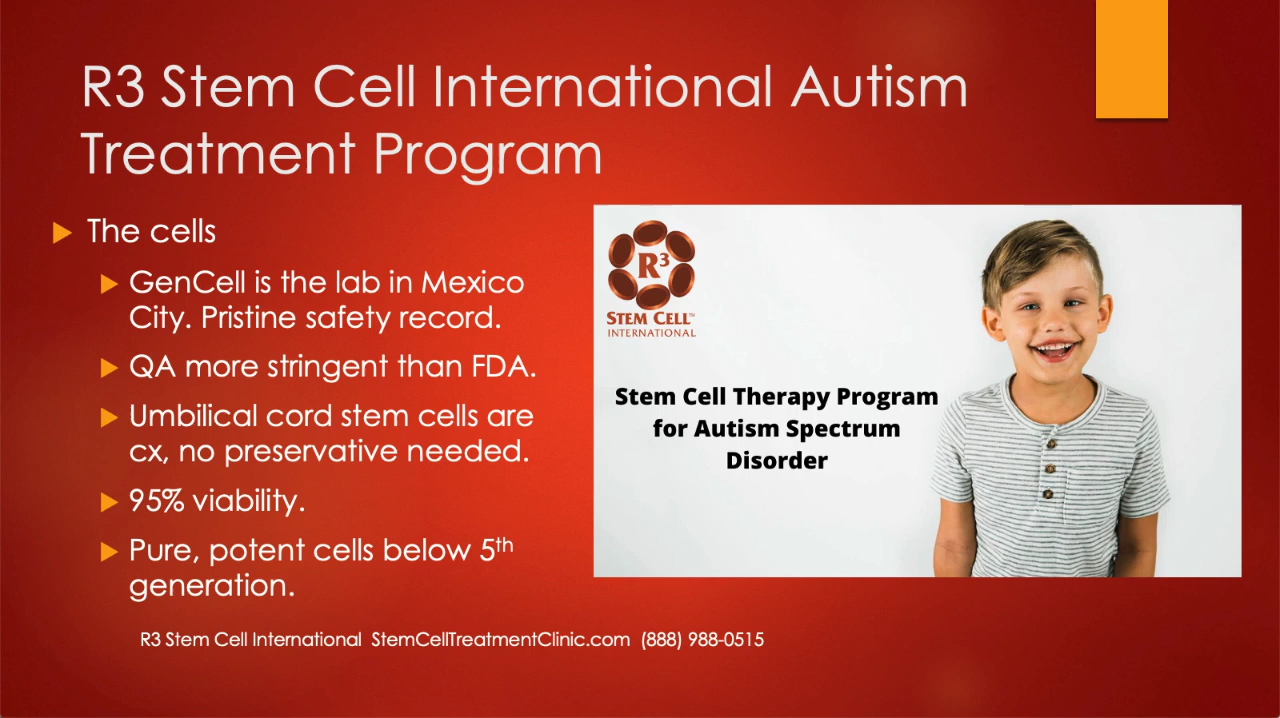 R3 Stem Cell International Autism
Treatment Program
The cells
GenCell is the lab in Mexico
City. Pristine safety record.
QA more stringent than FDA.
Umbilical cord stem cells are
cx, no preservative needed.
95% viability.
Pure, potent cells below 5th
generation.
R3
STEM CELL™
INTERNATIONAL
Stem Cell Therapy Program
for Autism Spectrum
Disorder
R3 Stem Cell International StemCellTreatmentClinic.com (888) 988-0515